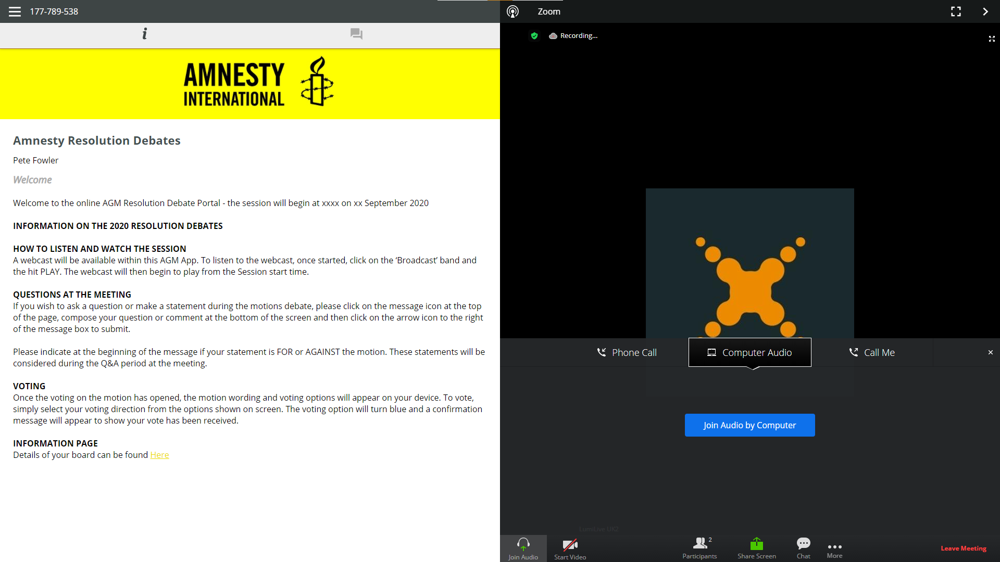 177-789-538
Zoom
i
Recording...
AMNESTY
INTERNATIONAL
Amnesty Resolution Debates
Pete Fowler
Welcome
Welcome to the online AGM Resolution Debate Portal - the session will begin at xxxx on xx September 2020
INFORMATION ON THE 2020 RESOLUTION DEBATES
HOW TO LISTEN AND WATCH THE SESSION
A webcast will be available within this AGM App. To listen to the webcast, once started, click on the ‘Broadcast’ band and
the hit PLAY. The webcast will then begin to play from the Session start time.
QUESTIONS AT THE MEETING
If you wish to ask a question or make a statement during the motions debate, please click on the message icon at the top
of the page, compose your question or comment at the bottom of the screen and then click on the arrow icon to the right
of the message box to submit.
Please indicate at the beginning of the message if your statement is FOR or AGAINST the motion. These statements will be
considered during the Q&A period at the meeting.
VOTING
Once the voting on the motion has opened, the motion wording and voting options will appear on your device. To vote,
simply select your voting direction from the options shown on screen. The voting option will turn blue and a confirmation
message will appear to show your vote has been received.
INFORMATION PAGE
Details of your board can be found Here
Phone Call
Computer Audio
Call Me
Join Audio by Computer
LumiLive UK2
Join Audio
Start Video
Participants
2
Share Screen
Chat
More
Leave Meeting